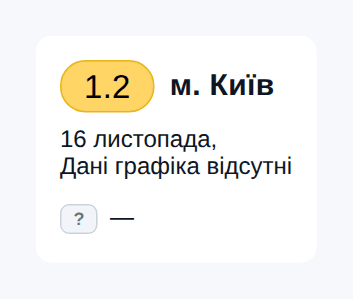 1.2 м. Київ
16 листопада,
Дані графіка відсутні
? —